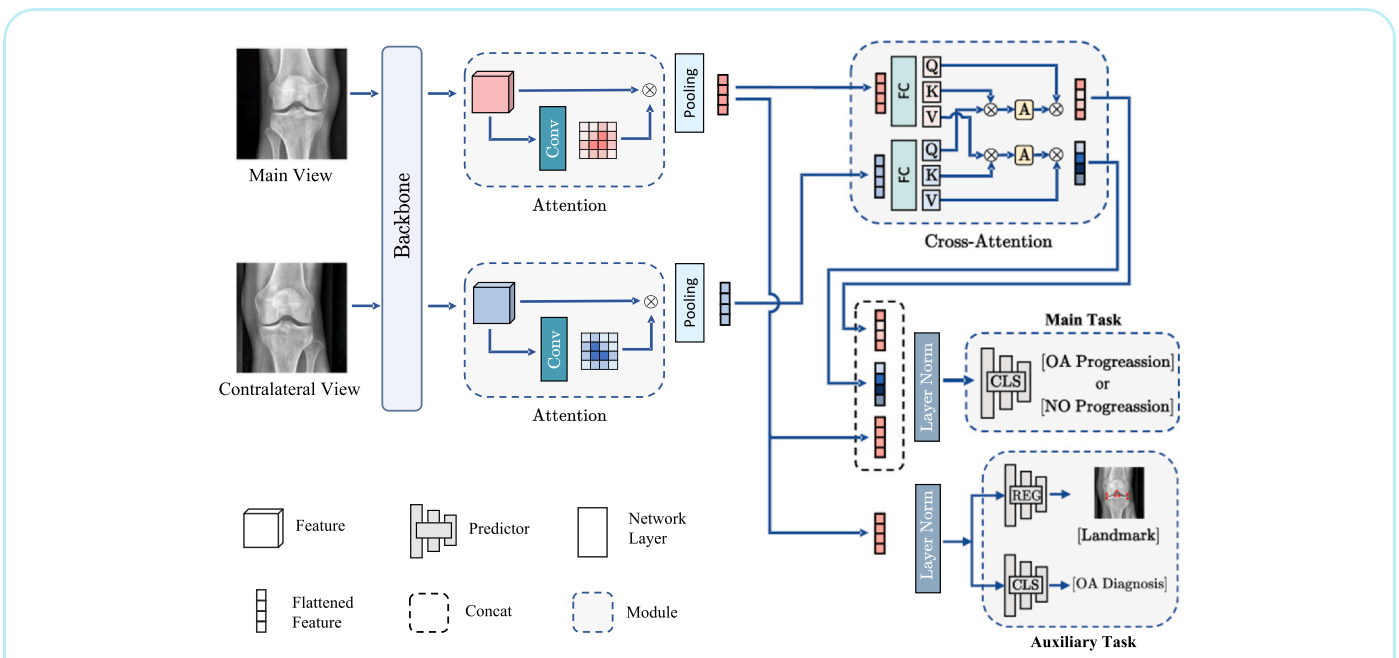 Main View
Contralateral View
Backbone
Conv
Attention
Pooling
Conv
Attention
Pooling
FC
Q
K
V
A
FC
Q
K
V
A
Cross-Attention
Layer Norm
Main Task
CLS
[OA Progreassion]
or
[NO Progreassion]
Layer Norm
REG
[Landmark]
CLS
[OA Diagnosis]
Auxiliary Task
Feature
Predictor
Network
Layer
Flattened
Feature
Concat
Module